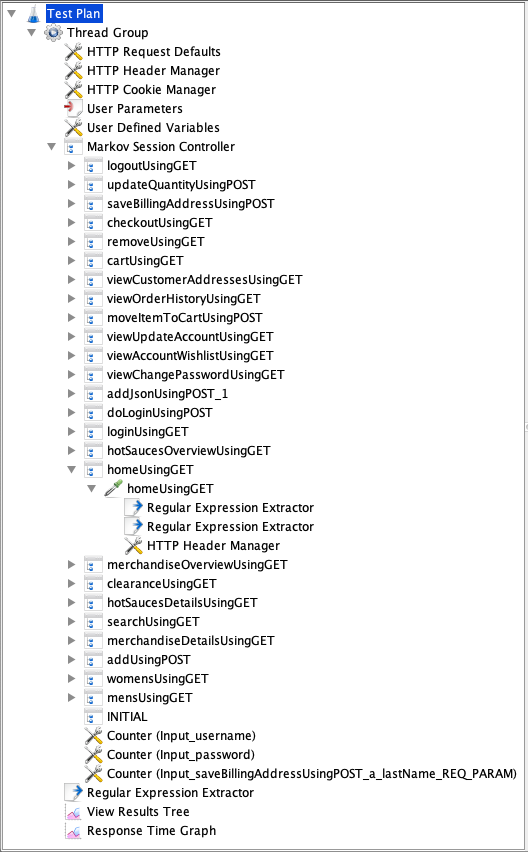 Test Plan
Thread Group
HTTP Request Defaults
HTTP Header Manager
HTTP Cookie Manager
User Parameters
User Defined Variables
Markov Session Controller
logoutUsingGET
updateQuantityUsingPOST
saveBillingAddressUsingPOST
checkoutUsingGET
removeUsingGET
cartUsingGET
viewCustomerAddressesUsingGET
viewOrderHistoryUsingGET
moveItemToCartUsingPOST
viewUpdateAccountUsingGET
viewAccountWishlistUsingGET
viewChangePasswordUsingGET
addJsonUsingPOST_1
doLoginUsingPOST
loginUsingGET
hotSaucesOverviewUsingGET
homeUsingGET
homeUsingGET
Regular Expression Extractor
Regular Expression Extractor
HTTP Header Manager
merchandiseOverviewUsingGET
clearanceUsingGET
hotSaucesDetailsUsingGET
searchUsingGET
merchandiseDetailsUsingGET
addUsingPOST
womensUsingGET
mensUsingGET
INITIAL
Counter (Input_username)
Counter (Input_password)
Counter (Input_saveBillingAddressUsingPOST_a_lastName_REQ_PARAM)
Regular Expression Extractor
View Results Tree
Response Time Graph